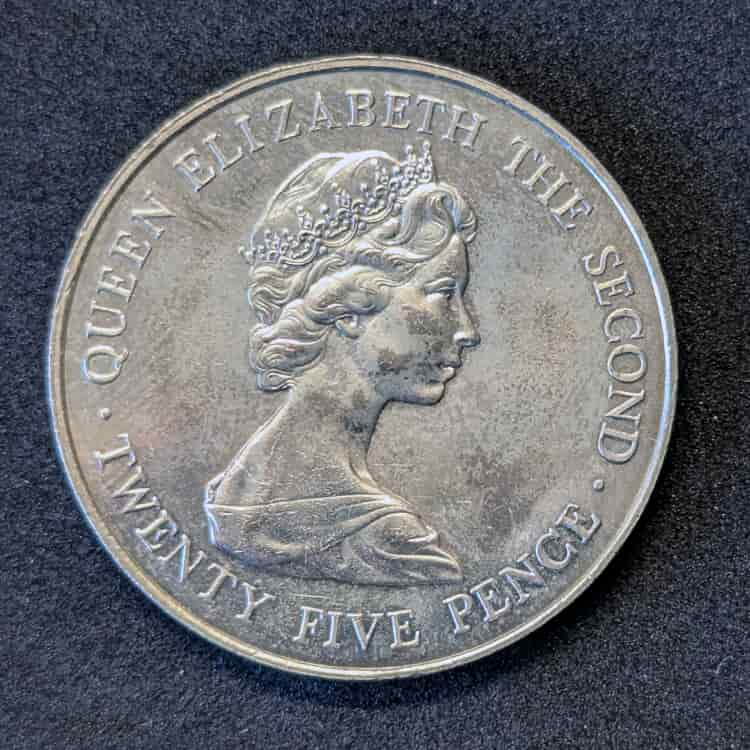 · QUEEN ELIZABETH THE SECOND ·
TWENTY FIVE PENCE